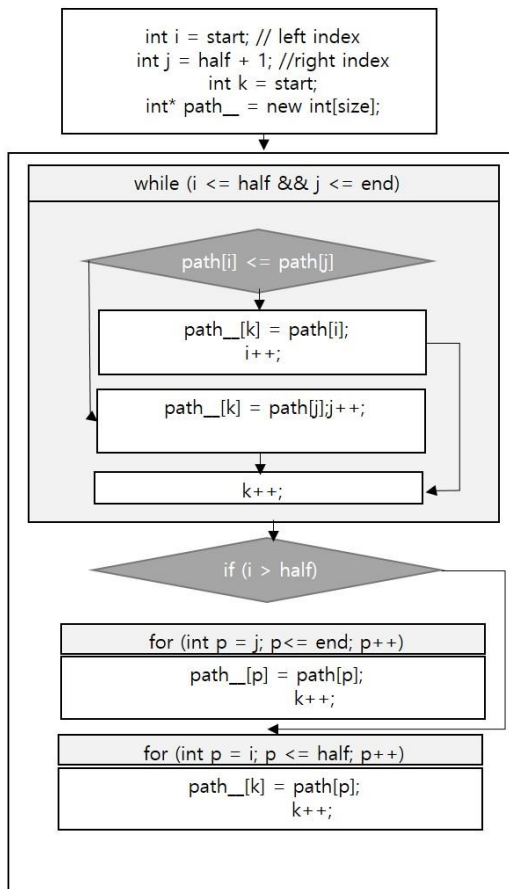 int i = start; // left index
int j = half + 1; //right index
int k = start;
int* path__ = new int[size];
while (i <= half && j <= end)
path[i] <= path[j]
path__[k] = path[i];
i++;
path__[k] = path[j];j++;
k++;
if (i > half)
for (int p = j; p<= end; p++)
path__[p] = path[p];
k++;
for (int p = i; p <= half; p++)
path__[k] = path[p];
k++;